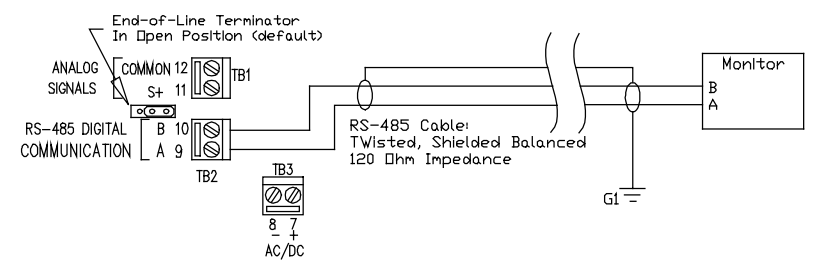 End-of-Line Terminator
In Open Position (default)
ANALOG
SIGNALS
COMMON 12
S+ 11
TB1
RS-485 DIGITAL
COMMUNICATION
B 10
A 9
TB2
TB3
8 7
- +
AC/DC
RS-485 Cable:
TWisted, Shielded Balanced
120 Ohm Impedance
Monitor
B
A
G1